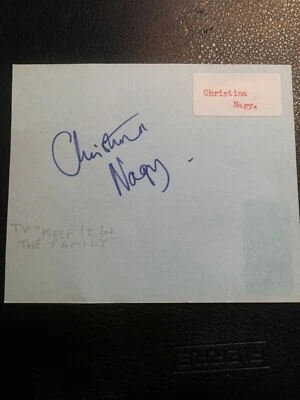 Christina
Nagy.
Christina
Nagy.
TV "KEEP IT IN
THE FAMILY"